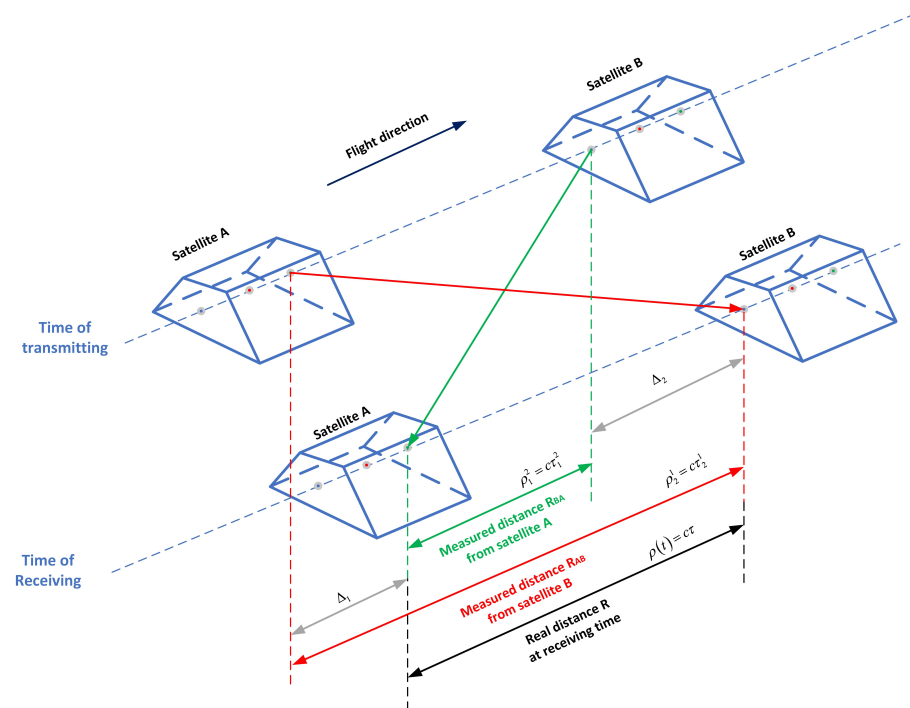 Satellite B
Flight direction
Satellite A
Satellite B
Time of
transmitting
Δ₂
Satellite A
ρ₁² = cτ₁²
ρ₂¹ = cτ₂¹
Measured distance RBA
from satellite A
ρ(t) = cτ
Time of
Receiving
Measured distance RAB
from satellite B
Δ₁
Real distance R
at receiving time